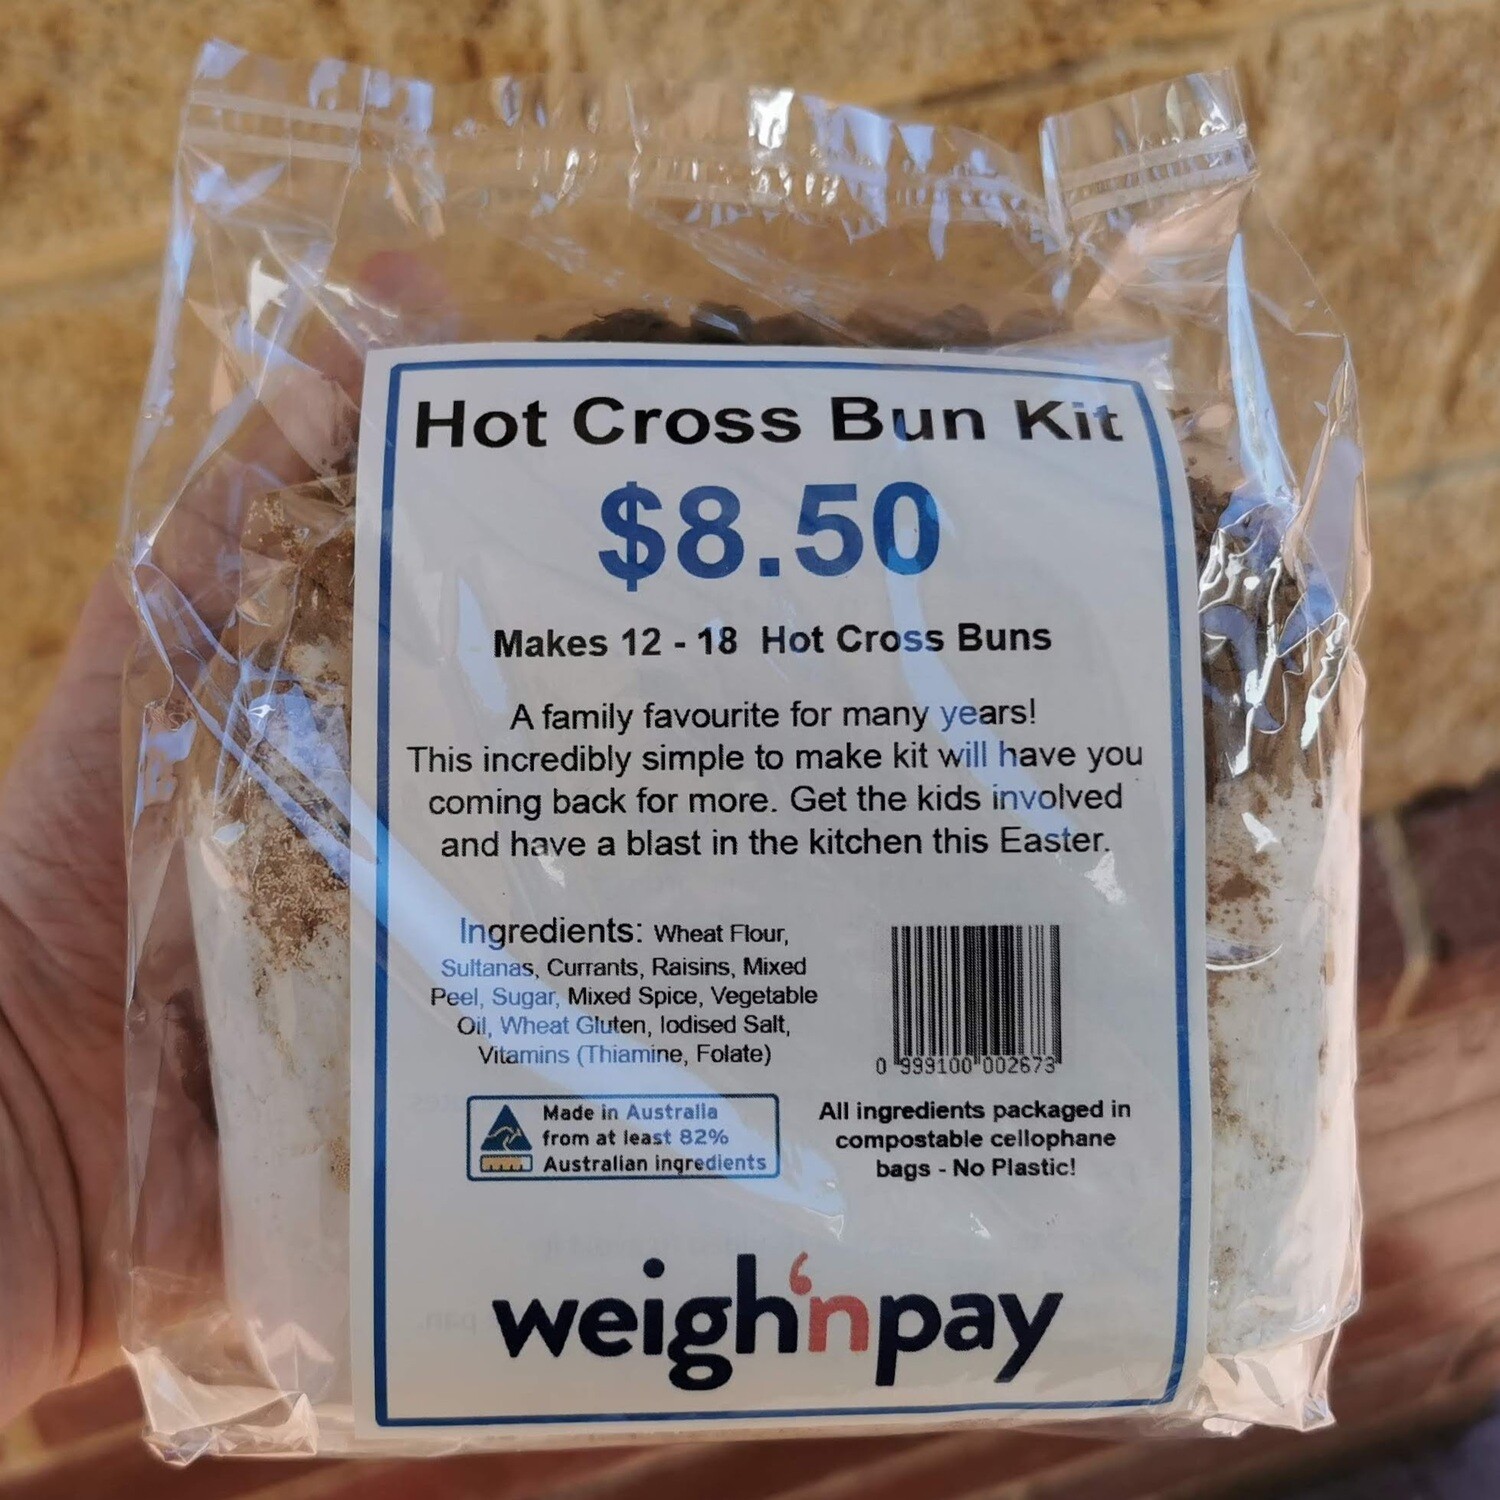 Hot Cross Bun Kit
$8.50
Makes 12 - 18 Hot Cross Buns
A family favourite for many years!
This incredibly simple to make kit will have you
coming back for more. Get the kids involved
and have a blast in the kitchen this Easter.
Ingredients: Wheat Flour,
Sultanas, Currants, Raisins, Mixed
Peel, Sugar, Mixed Spice, Vegetable
Oil, Wheat Gluten, Iodised Salt,
Vitamins (Thiamine, Folate)
0 999100 002673
Made in Australia
from at least 82%
Australian ingredients
All ingredients packaged in
compostable cellophane
bags - No Plastic!
weigh'npay